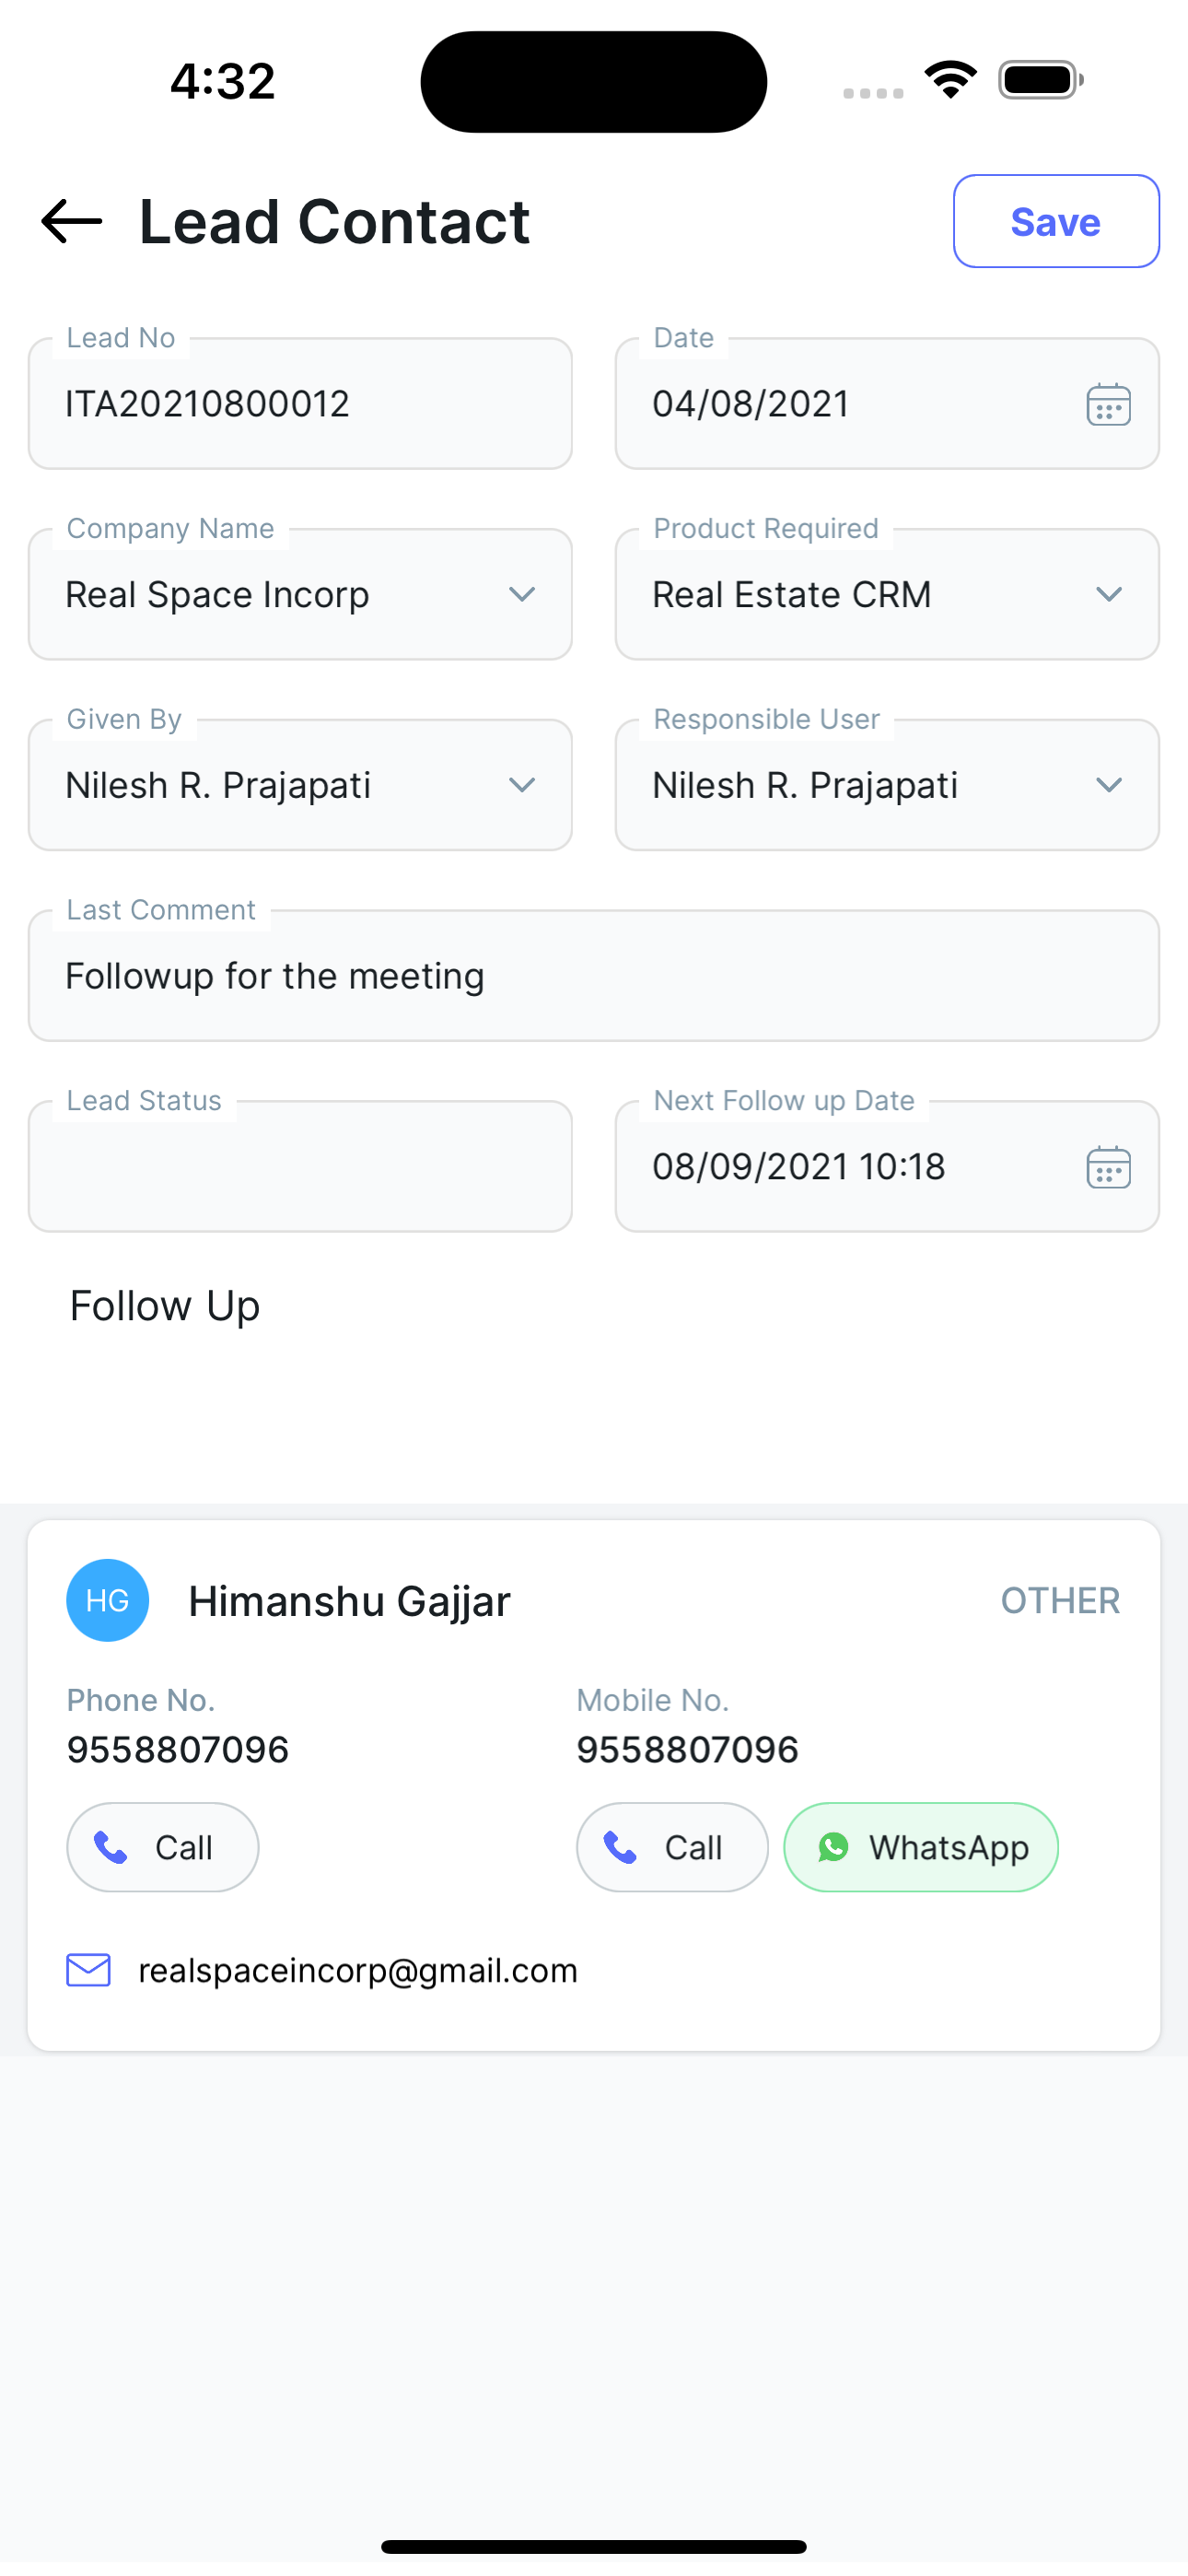 4:32
Lead Contact
Save
Lead No
Date
ITA20210800012
04/08/2021
Company Name
Product Required
Real Space Incorp
Real Estate CRM
Given By
Responsible User
Nilesh R. Prajapati
Nilesh R. Prajapati
Last Comment
Followup for the meeting
Lead Status
Next Follow up Date
08/09/2021 10:18
Follow Up
HG
Himanshu Gajjar
OTHER
Phone No.
Mobile No.
9558807096
9558807096
Call
Call
WhatsApp
realspaceincorp@gmail.com